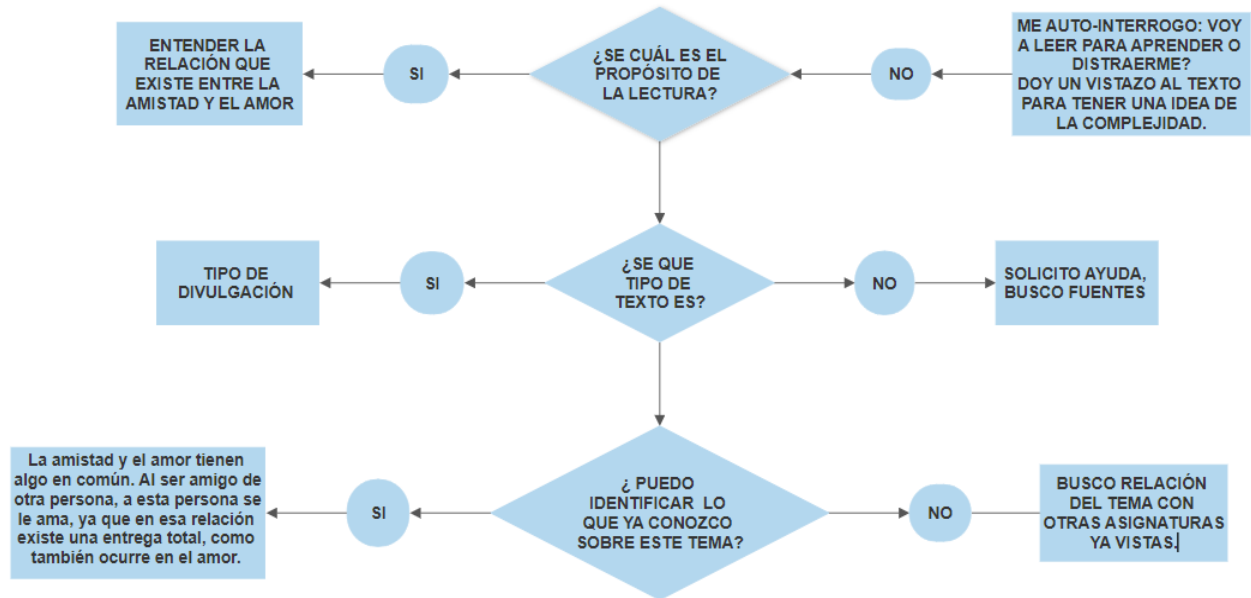 ENTENDER LA
RELACIÓN QUE
EXISTE ENTRE LA
AMISTAD Y EL AMOR
SI
¿SE CUÁL ES EL
PROPÓSITO DE
LA LECTURA?
NO
ME AUTO-INTERROGO: VOY
A LEER PARA APRENDER O
DISTRAERME?
DOY UN VISTAZO AL TEXTO
PARA TENER UNA IDEA DE
LA COMPLEJIDAD.
TIPO DE
DIVULGACIÓN
SI
¿SE QUE
TIPO DE
TEXTO ES?
NO
SOLICITO AYUDA,
BUSCO FUENTES
La amistad y el amor tienen
algo en común. Al ser amigo de
otra persona, a esta persona se
le ama, ya que en esa relación
existe una entrega total, como
también ocurre en el amor.
SI
¿ PUEDO
IDENTIFICAR LO
QUE YA CONOZCO
SOBRE ESTE TEMA?
NO
BUSCO RELACIÓN
DEL TEMA CON
OTRAS ASIGNATURAS
YA VISTAS.